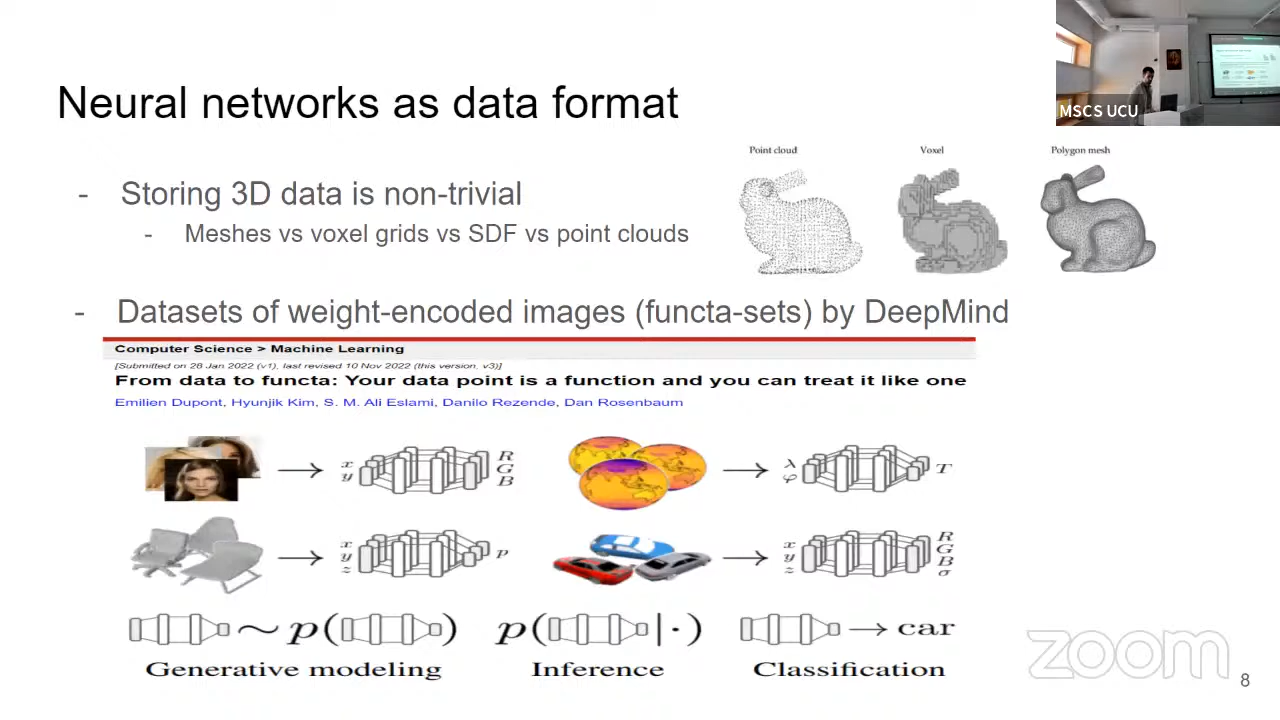 Neural networks as data format
MSCS UCU
- Storing 3D data is non-trivial
- Meshes vs voxel grids vs SDF vs point clouds
Point cloud
Voxel
Polygon mesh
- Datasets of weight-encoded images (functa-sets) by DeepMind
Computer Science > Machine Learning
[Submitted on 28 Jan 2022 (v1), last revised 10 Nov 2022 (this version, v3)]
From data to functa: Your data point is a function and you can treat it like one
Emilien Dupont, Hyunjik Kim, S. M. Ali Eslami, Danilo Rezende, Dan Rosenbaum
x
y
R
G
B
λ
φ
T
x
y
z
p
x
y
z
R
G
B
σ
∼ p( )
p( | · )
→ car
Generative modeling
Inference
Classification
zoom
8